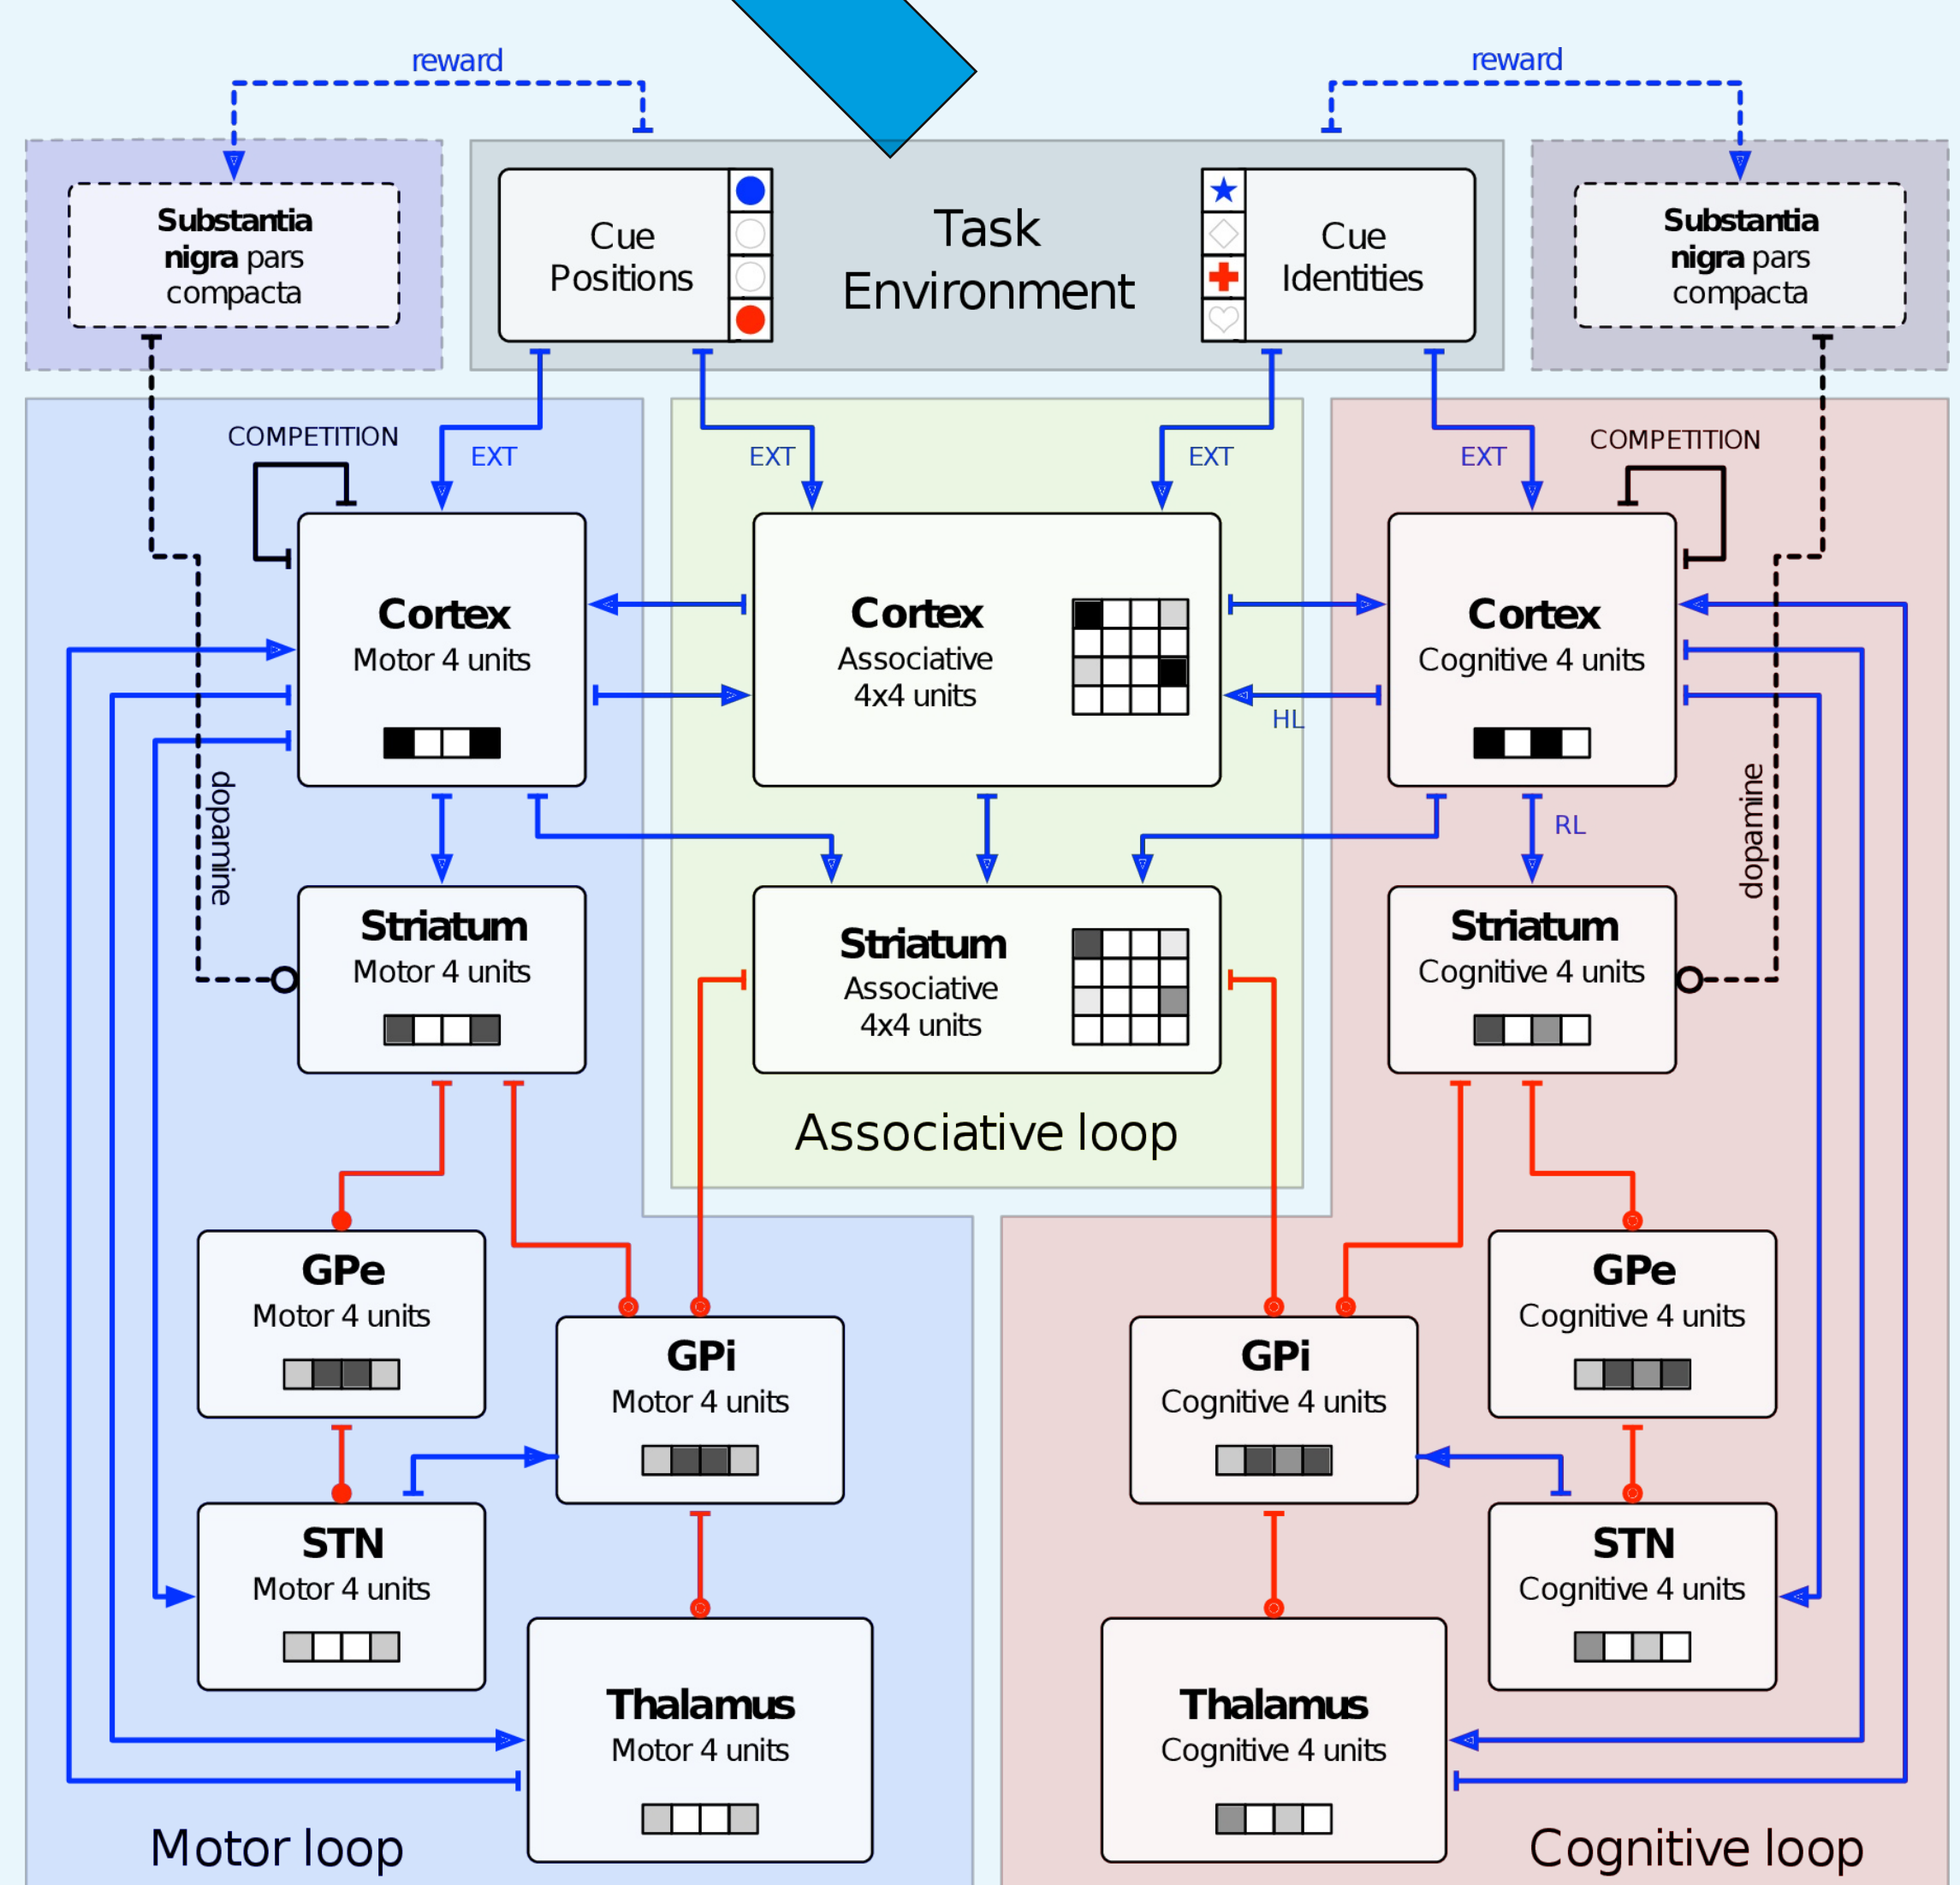 reward
reward
Substantia
nigra pars
compacta
Cue
Positions
Task
Environment
Cue
Identities
Substantia
nigra pars
compacta
COMPETITION
EXT
EXT
EXT
EXT
COMPETITION
Cortex
Motor 4 units
Cortex
Associative
4x4 units
Cortex
Cognitive 4 units
HL
dopamine
RL
dopamine
Striatum
Motor 4 units
Striatum
Associative
4x4 units
Striatum
Cognitive 4 units
Associative loop
GPe
Motor 4 units
GPi
Motor 4 units
GPi
Cognitive 4 units
GPe
Cognitive 4 units
STN
Motor 4 units
STN
Cognitive 4 units
Thalamus
Motor 4 units
Thalamus
Cognitive 4 units
Motor loop
Cognitive loop